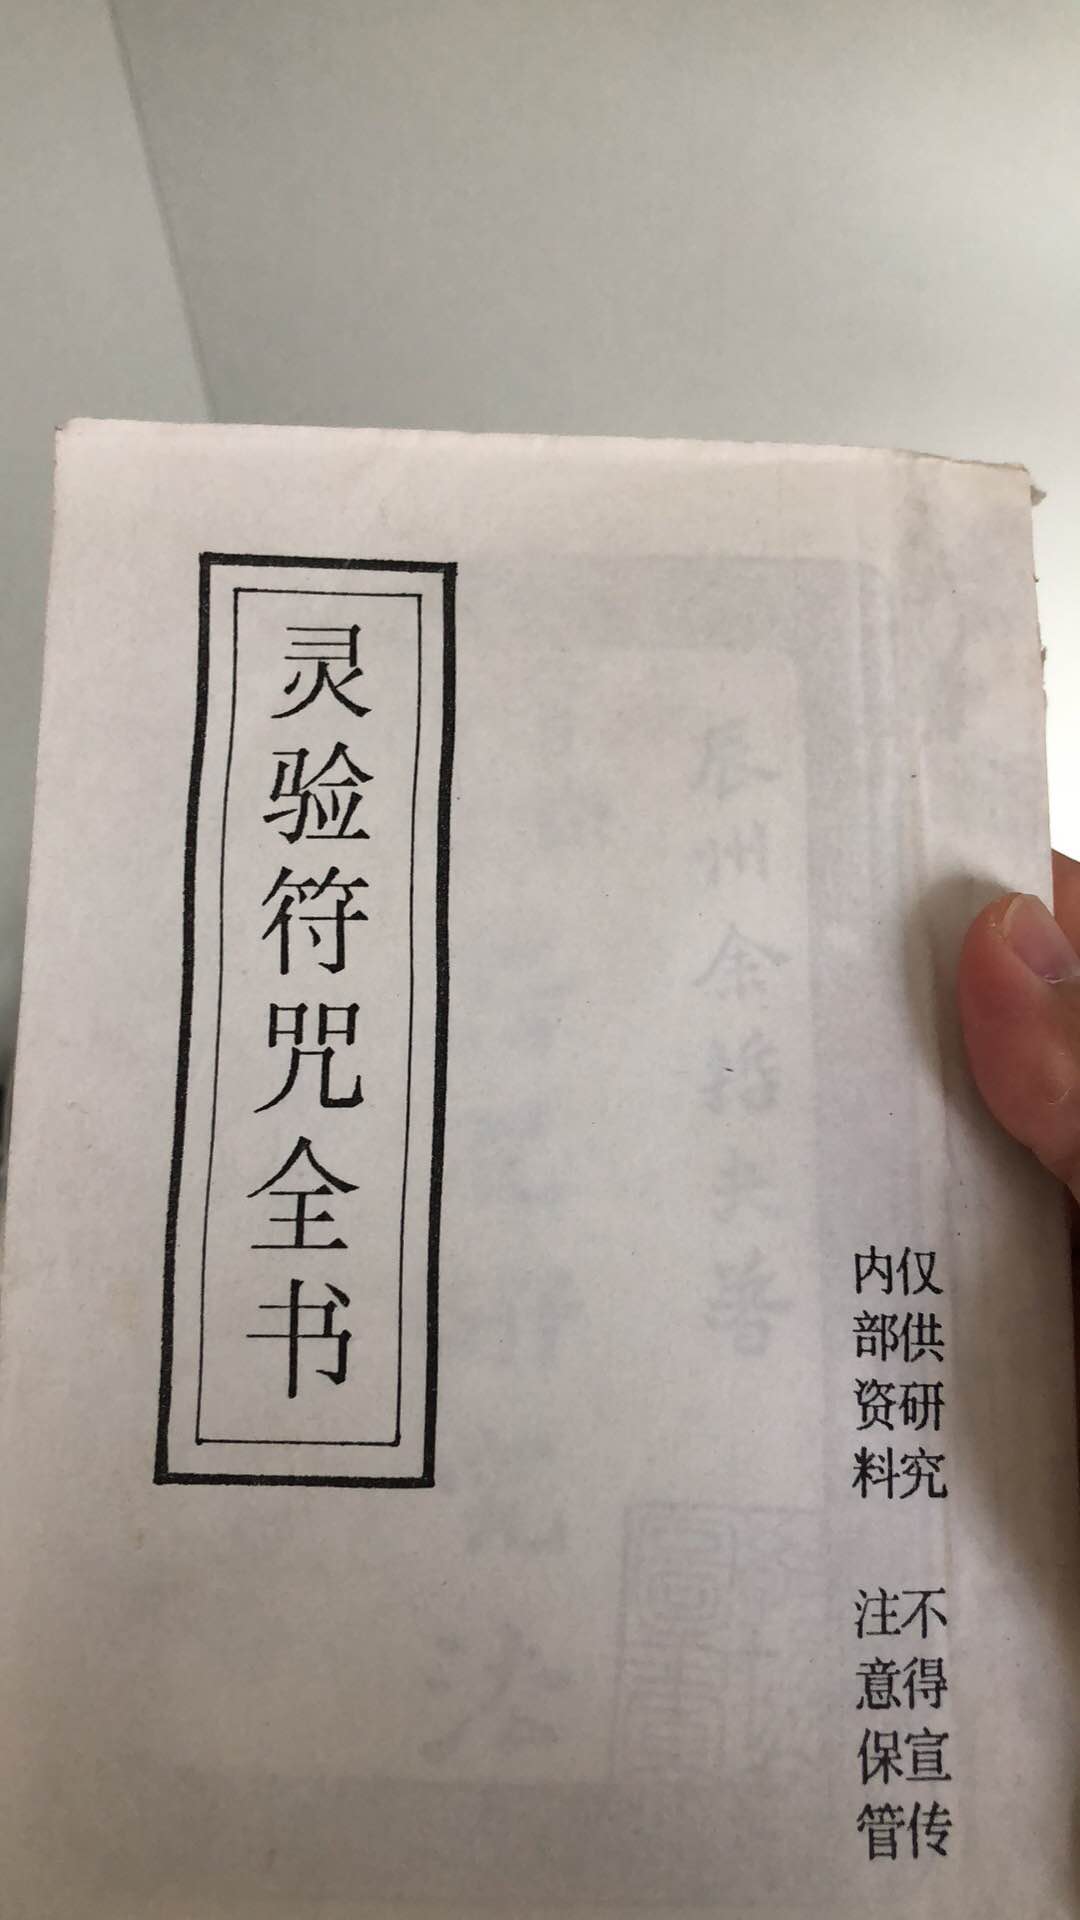 仅供研究 不得宣传
内部资料 注意保管
灵验符咒全书